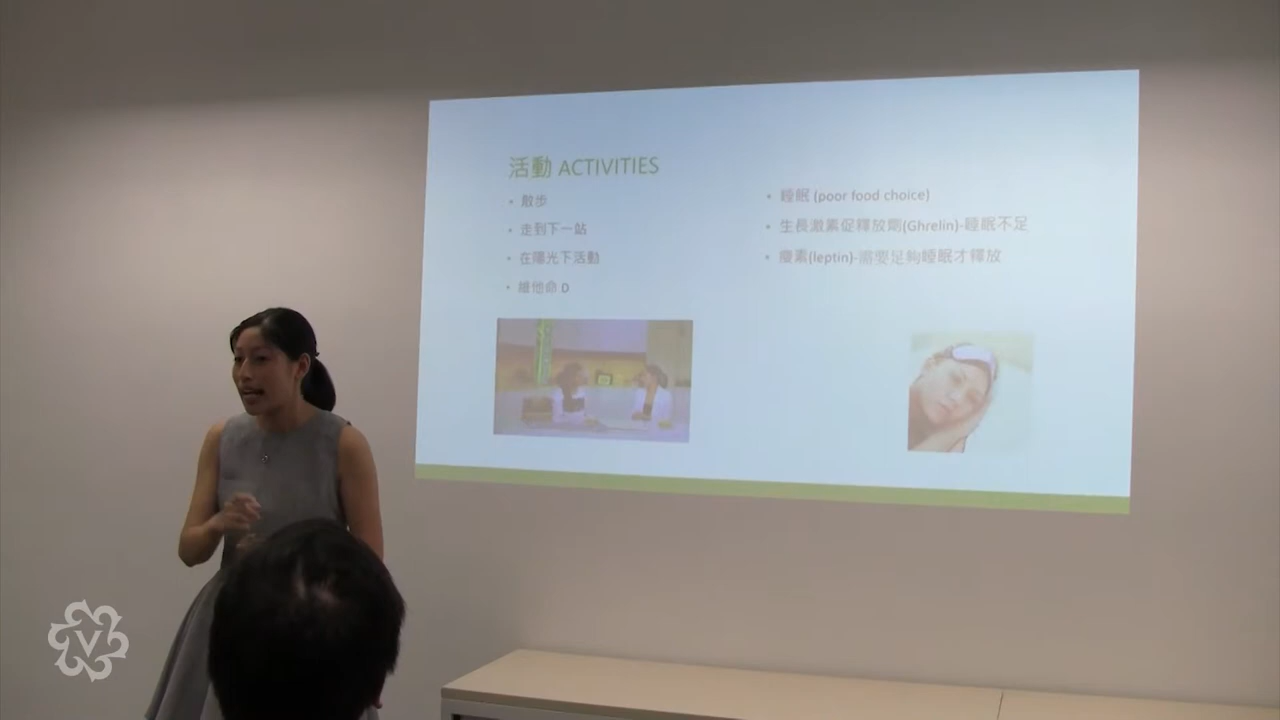 活動 ACTIVITIES
• 散步
• 走到下一站
• 在陽光下活動
• 維他命 D
• 睡眠 (poor food choice)
• 生長激素促釋放劑(Ghrelin)-睡眠不足
• 瘦素(leptin)-需要足夠睡眠才釋放
V